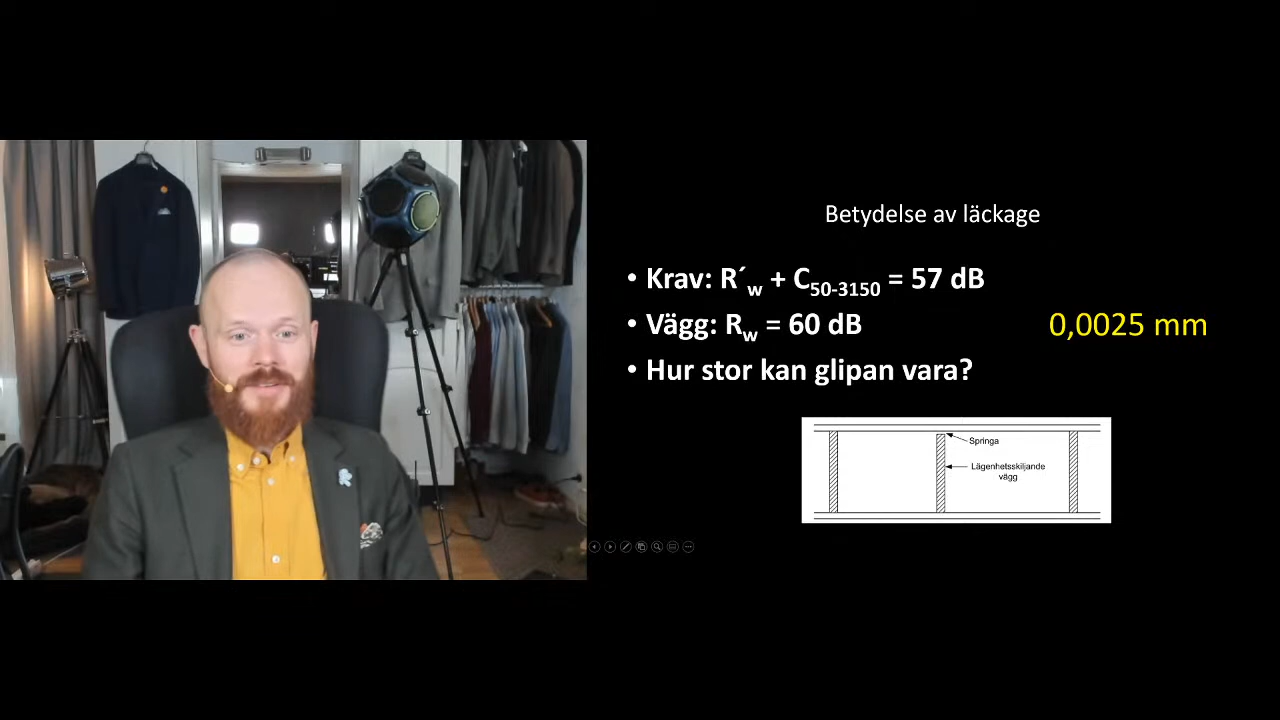 Betydelse av läckage
• Krav: R´w + C50-3150 = 57 dB
• Vägg: Rw = 60 dB
0,0025 mm
• Hur stor kan glipan vara?
Springa
Lägenhetsskiljande
vägg